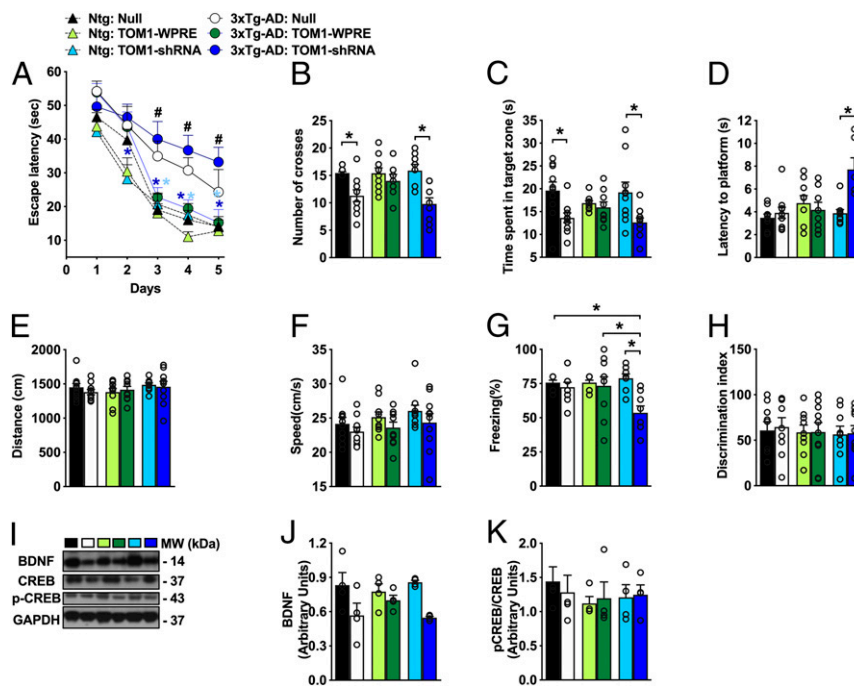 Ntg: Null 3xTg-AD: Null
Ntg: TOM1-WPRE 3xTg-AD: TOM1-WPRE
Ntg: TOM1-shRNA 3xTg-AD: TOM1-shRNA
A
Escape latency (sec)
60
50
40
30
20
10
0 1 2 3 4 5
Days
# # #
* * * * * *
B
Number of crosses
25
20
15
10
5
0
* *
C
Time spent in target zone (s)
40
35
30
25
20
15
10
5
* *
D
Latency to platform (s)
12
10
8
6
4
2
0
*
E
Distance (cm)
2000
1500
1000
500
0
F
Speed(cm/s)
35
30
25
20
15
G
Freezing(%)
100
75
50
25
0
* * *
H
Discrimination index
150
100
50
0
I
MW (kDa)
BDNF - 14
CREB - 37
p-CREB - 43
GAPDH - 37
J
BDNF
(Arbitrary Units)
1.2
0.9
0.6
0.3
0.0
K
pCREB/CREB
(Arbitrary Units)
2.0
1.5
1.0
0.5
0.0